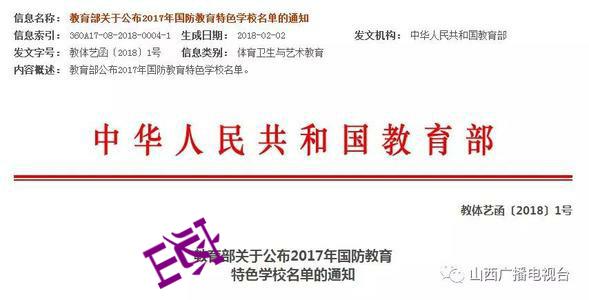 信息名称： 教育部关于公布2017年国防教育特色学校名单的通知
信息索引： 360A17-08-2018-0004-1 生成日期： 2018-02-02 发文机构： 中华人民共和国教育部
发文字号： 教体艺函〔2018〕1号 信息类别： 体育卫生与艺术教育
内容概述： 教育部公布2017年国防教育特色学校名单。
中华人民共和国教育部
教体艺函〔2018〕1号
教育部关于公布2017年国防教育
特色学校名单的通知
山西广播电视台